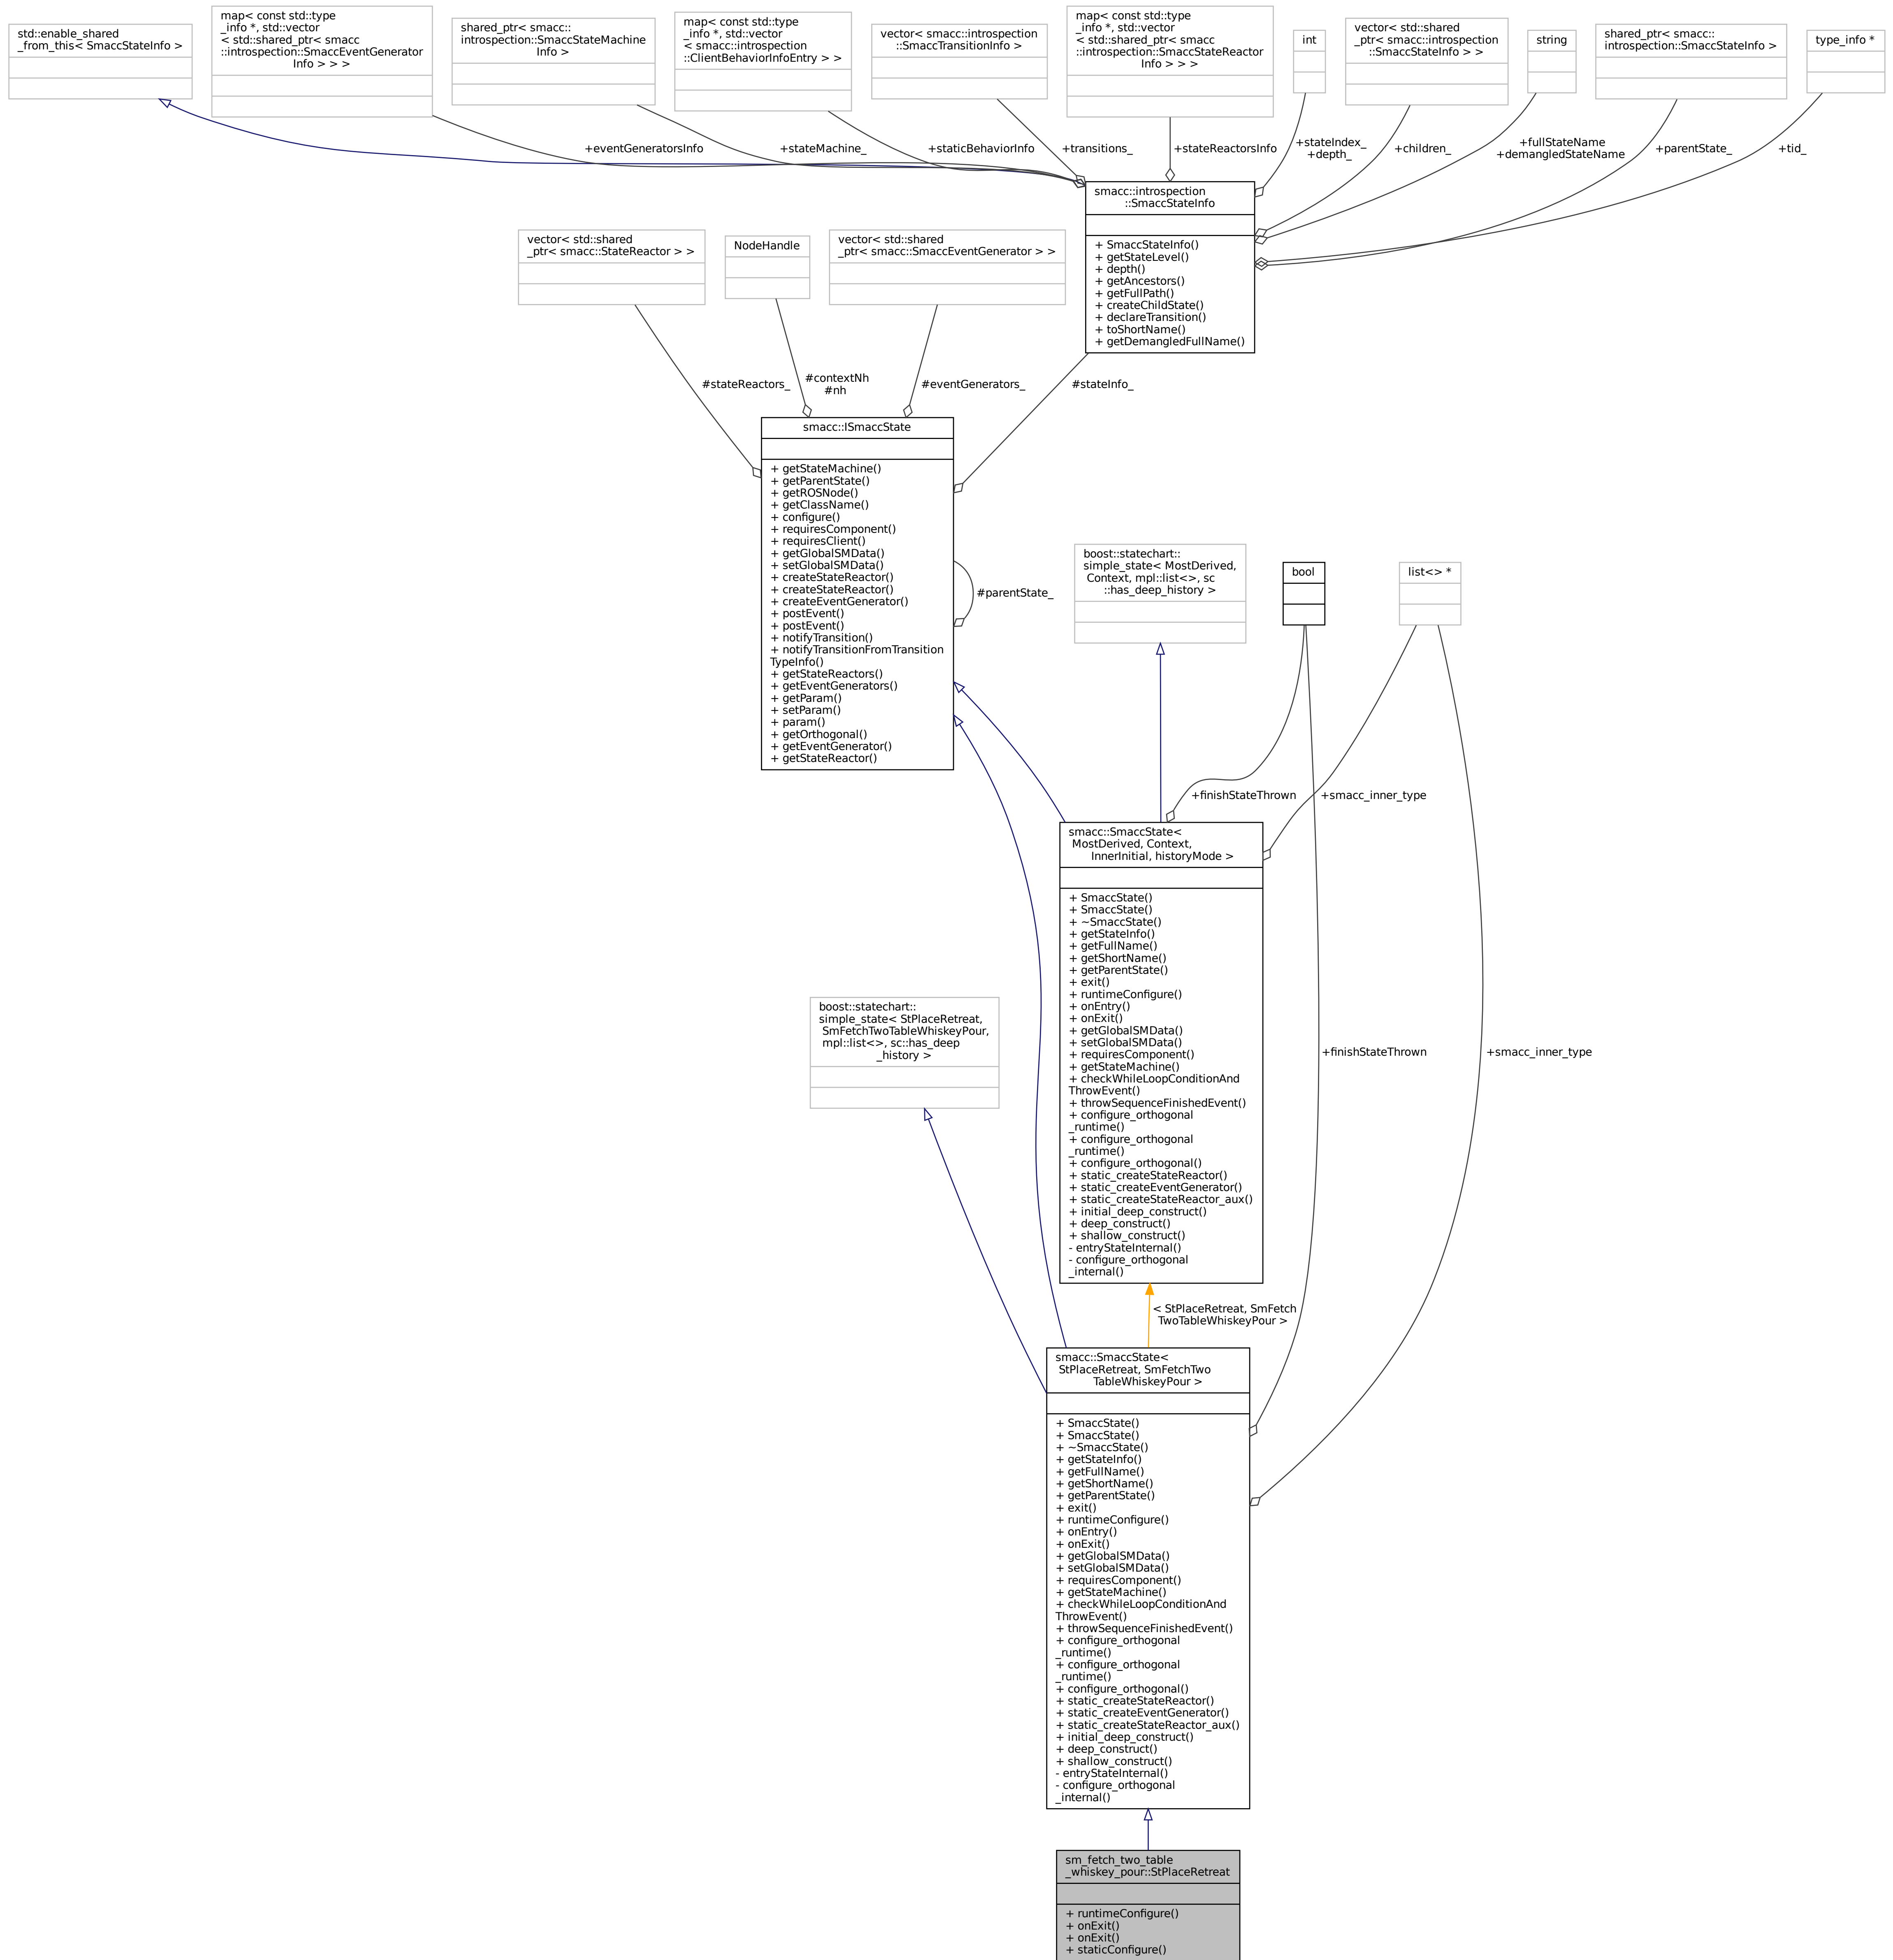 std::enable_shared
_from_this< SmaccStateInfo >
map< const std::type
_info *, std::vector
< std::shared_ptr< smacc
::introspection::SmaccEventGenerator
Info > > >
shared_ptr< smacc::
introspection::SmaccStateMachine
Info >
map< const std::type
_info *, std::vector
< smacc::introspection
::ClientBehaviorInfoEntry > >
vector< smacc::introspection
::SmaccTransitionInfo >
map< const std::type
_info *, std::vector
< std::shared_ptr< smacc
::introspection::SmaccStateReactor
Info > > >
int
vector< std::shared
_ptr< smacc::introspection
::SmaccStateInfo > >
string
shared_ptr< smacc::
introspection::SmaccStateInfo >
type_info *
+eventGeneratorsInfo
+stateMachine_
+staticBehaviorInfo
+transitions_
+stateReactorsInfo
+stateIndex_
+depth_
+children_
+fullStateName
+demangledStateName
+parentState_
+tid_
smacc::introspection
::SmaccStateInfo
+ SmaccStateInfo()
+ getStateLevel()
+ depth()
+ getAncestors()
+ getFullPath()
+ createChildState()
+ declareTransition()
+ toShortName()
+ getDemangledFullName()
vector< std::shared
_ptr< smacc::StateReactor > >
NodeHandle
vector< std::shared
_ptr< smacc::SmaccEventGenerator > >
#stateReactors_
#contextNh
#nh
#eventGenerators_
#stateInfo_
smacc::ISmaccState
+ getStateMachine()
+ getParentState()
+ getROSNode()
+ getClassName()
+ configure()
+ requiresComponent()
+ requiresClient()
+ getGlobalSMData()
+ setGlobalSMData()
+ createStateReactor()
+ createStateReactor()
+ createEventGenerator()
+ postEvent()
+ postEvent()
+ notifyTransition()
+ notifyTransitionFromTransition
TypeInfo()
+ getStateReactors()
+ getEventGenerators()
+ getParam()
+ setParam()
+ param()
+ getOrthogonal()
+ getEventGenerator()
+ getStateReactor()
#parentState_
boost::statechart::
simple_state< MostDerived,
Context, mpl::list<>, sc
::has_deep_history >
bool
list<> *
+finishStateThrown
+smacc_inner_type
smacc::SmaccState<
MostDerived, Context,
InnerInitial, historyMode >
+ SmaccState()
+ SmaccState()
+ ~SmaccState()
+ getStateInfo()
+ getFullName()
+ getShortName()
+ getParentState()
+ exit()
+ runtimeConfigure()
+ onEntry()
+ onExit()
+ getGlobalSMData()
+ setGlobalSMData()
+ requiresComponent()
+ getStateMachine()
+ checkWhileLoopConditionAnd
ThrowEvent()
+ throwSequenceFinishedEvent()
+ configure_orthogonal
_runtime()
+ configure_orthogonal
_runtime()
+ configure_orthogonal()
+ static_createStateReactor()
+ static_createEventGenerator()
+ static_createStateReactor_aux()
+ initial_deep_construct()
+ deep_construct()
+ shallow_construct()
- entryStateInternal()
- configure_orthogonal
_internal()
boost::statechart::
simple_state< StPlaceRetreat,
SmFetchTwoTableWhiskeyPour,
mpl::list<>, sc::has_deep
_history >
+finishStateThrown
+smacc_inner_type
< StPlaceRetreat, SmFetch
TwoTableWhiskeyPour >
smacc::SmaccState<
StPlaceRetreat, SmFetchTwo
TableWhiskeyPour >
+ SmaccState()
+ SmaccState()
+ ~SmaccState()
+ getStateInfo()
+ getFullName()
+ getShortName()
+ getParentState()
+ exit()
+ runtimeConfigure()
+ onEntry()
+ onExit()
+ getGlobalSMData()
+ setGlobalSMData()
+ requiresComponent()
+ getStateMachine()
+ checkWhileLoopConditionAnd
ThrowEvent()
+ throwSequenceFinishedEvent()
+ configure_orthogonal
_runtime()
+ configure_orthogonal
_runtime()
+ configure_orthogonal()
+ static_createStateReactor()
+ static_createEventGenerator()
+ static_createStateReactor_aux()
+ initial_deep_construct()
+ deep_construct()
+ shallow_construct()
- entryStateInternal()
- configure_orthogonal
_internal()
sm_fetch_two_table
_whiskey_pour::StPlaceRetreat
+ runtimeConfigure()
+ onExit()
+ onExit()
+ staticConfigure()